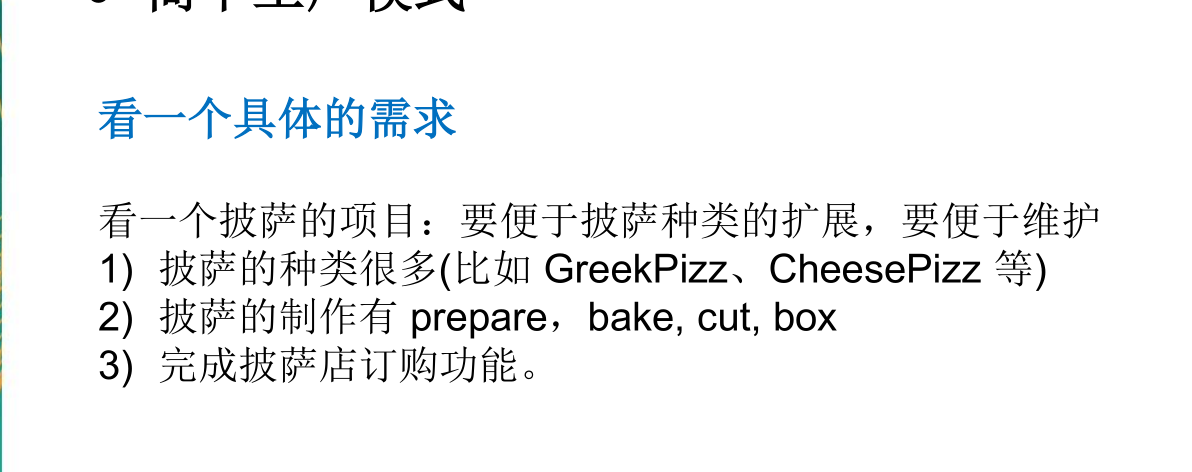 看一个具体的需求
看一个披萨的项目：要便于披萨种类的扩展，要便于维护
1) 披萨的种类很多(比如 GreekPizz、CheesePizz 等)
2) 披萨的制作有 prepare，bake, cut, box
3) 完成披萨店订购功能。